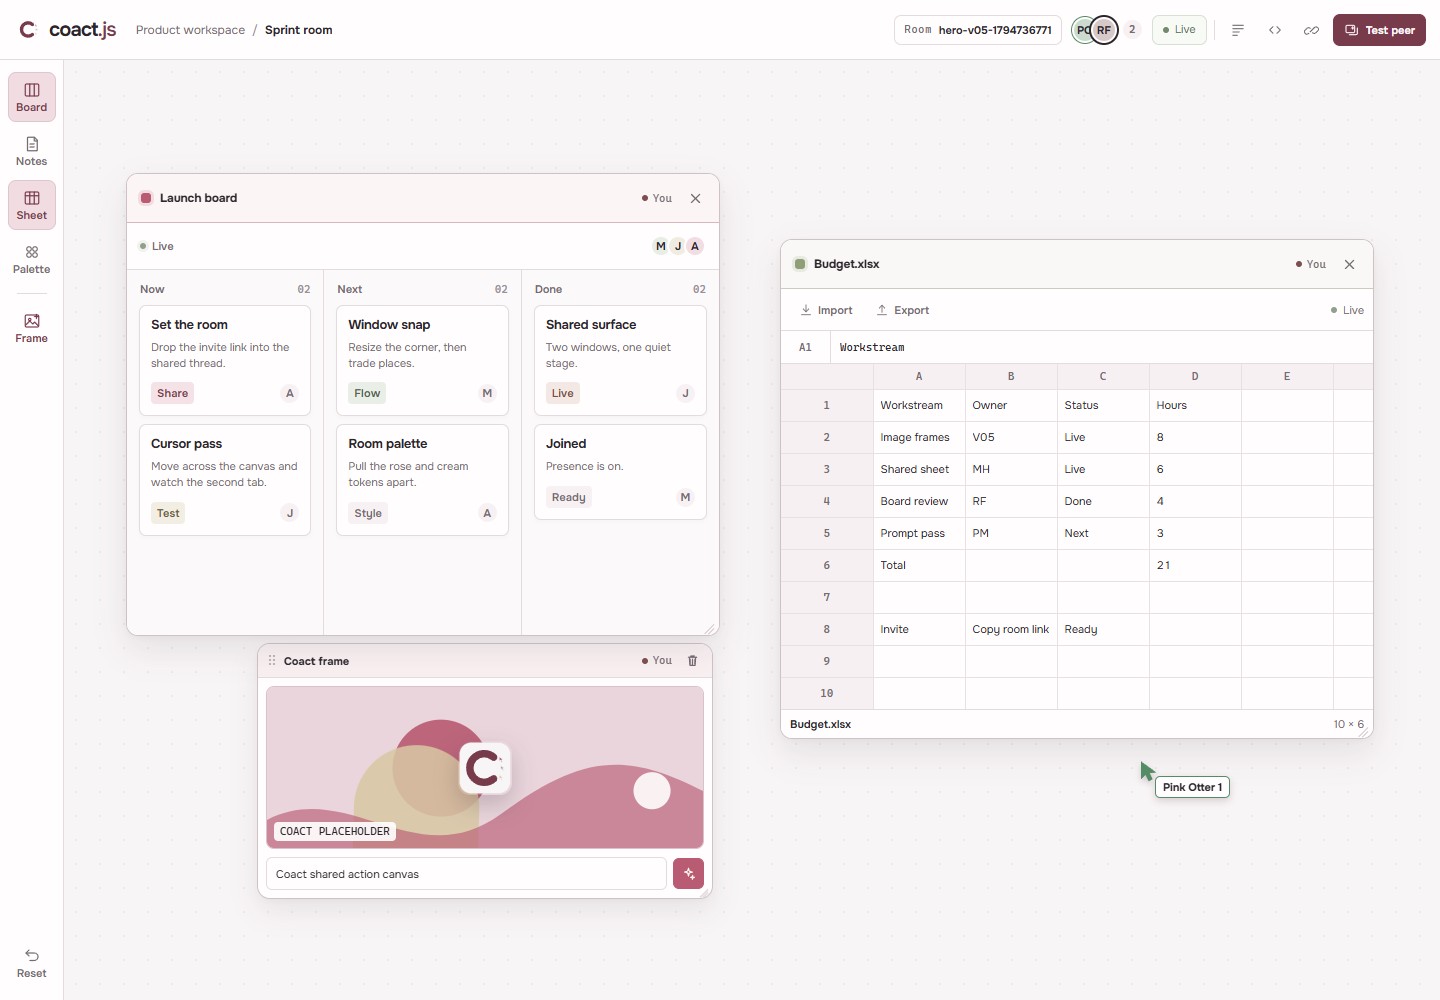 coact.js
Product workspace / Sprint room
Room hero-v05-1794736771
RF
2
Live
Test peer
Board
Notes
Sheet
Palette
Frame
Reset
Launch board
You
Live
M J A
Now 02
Set the room
Drop the invite link into the
shared thread.
Share A
Cursor pass
Move across the canvas and
watch the second tab.
Test J
Next 02
Window snap
Resize the corner, then
trade places.
Flow M
Room palette
Pull the rose and cream
tokens apart.
Style A
Done 02
Shared surface
Two windows, one quiet
stage.
Live J
Joined
Presence is on.
Ready M
Coact frame
You
COACT PLACEHOLDER
Coact shared action canvas
Budget.xlsx
You
Import Export Live
A1 Workstream
A B C D E
1 Workstream Owner Status Hours
2 Image frames V05 Live 8
3 Shared sheet MH Live 6
4 Board review RF Done 4
5 Prompt pass PM Next 3
6 Total 21
7
8 Invite Copy room link Ready
9
10
Budget.xlsx 10 × 6
Pink Otter 1